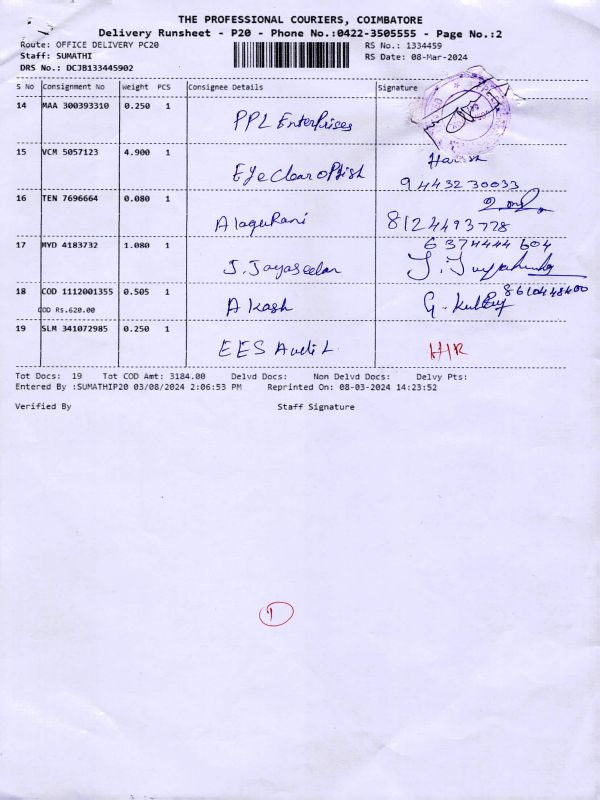 THE PROFESSIONAL COURIERS, COIMBATORE
Delivery Runsheet - P20 - Phone No.:0422-3505555 - Page No.:2
Route: OFFICE DELIVERY PC20
RS No.: 1334459
Staff: SUMATHI
RS Date: 08-Mar-2024
DRS No.: DCJB133445902
S No Consignment No Weight PCS Consignee Details Signature
14 MAA 300393310 0.250 1 PPL Enterprises
15 VCM 5057123 4.900 1 Eye Clear Optish Harish
9443230033
16 TEN 7696664 0.080 1 AlaguRani
8124493778
17 MYD 4183732 1.080 1 J. Jayaseelan 6374444604
18 COD 1112001355 0.505 1 Akash G. 8610448400
COD RS.620.00
19 SLM 341072985 0.250 1 EES Audit HR
Tot Docs: 19 Tot COD Amt: 3184.00 Delvd Docs: Non Delvd Docs: Delvy Pts:
Entered By :SUMATHIP20 03/08/2024 2:06:53 PM Reprinted On: 08-03-2024 14:23:52
Verified By Staff Signature
1